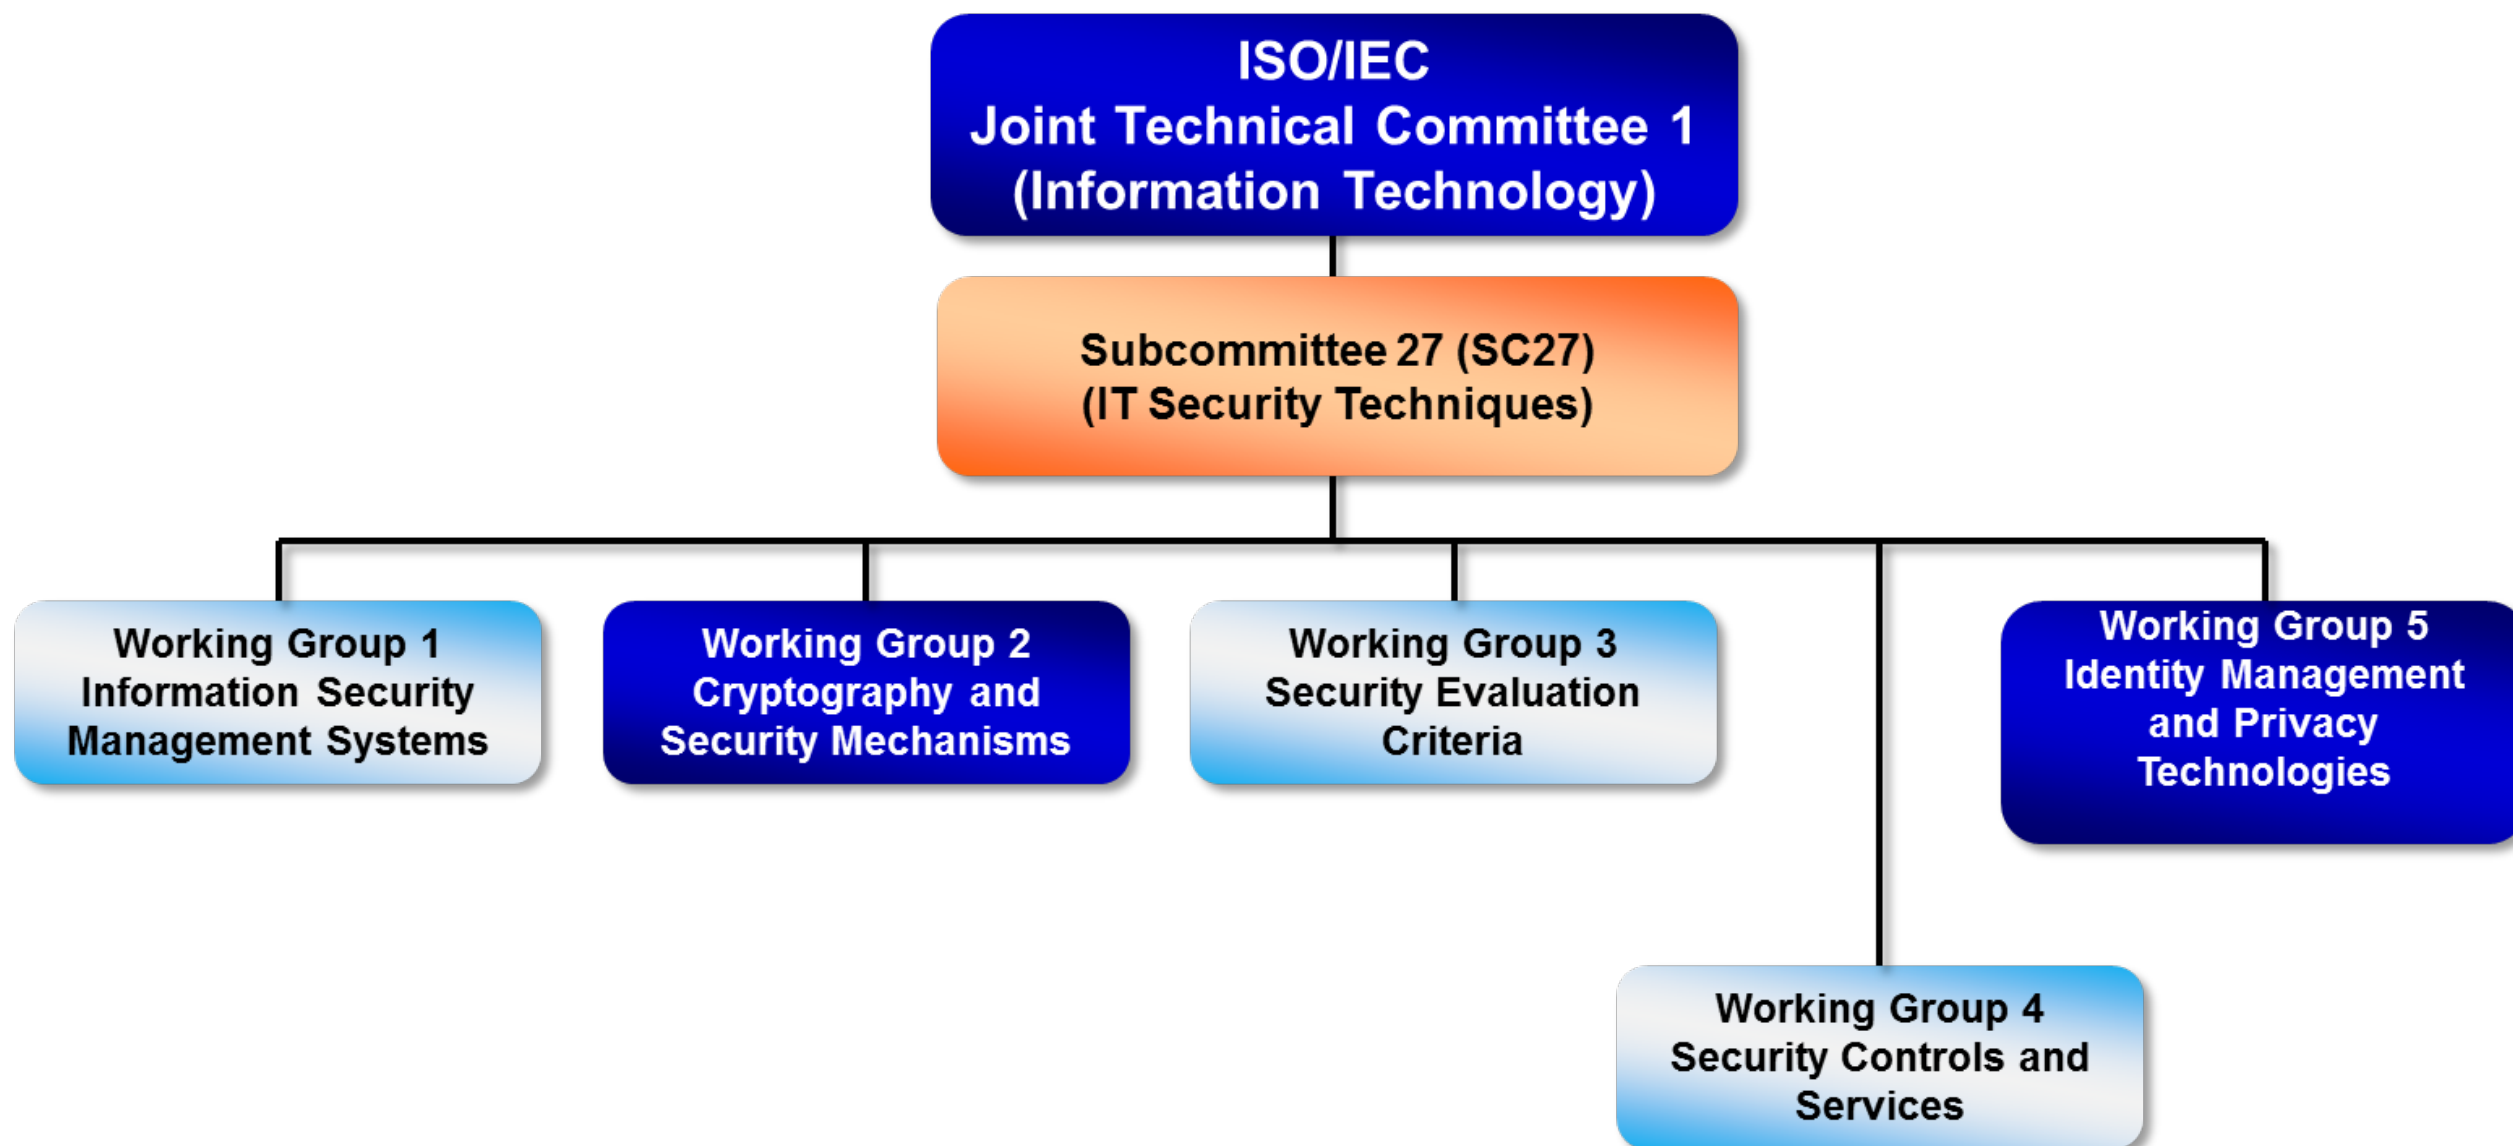 ISO/IEC
Joint Technical Committee 1
(Information Technology)
Subcommittee 27 (SC27)
(IT Security Techniques)
Working Group 1
Information Security
Management Systems
Working Group 2
Cryptography and
Security Mechanisms
Working Group 3
Security Evaluation
Criteria
Working Group 5
Identity Management
and Privacy
Technologies
Working Group 4
Security Controls and
Services